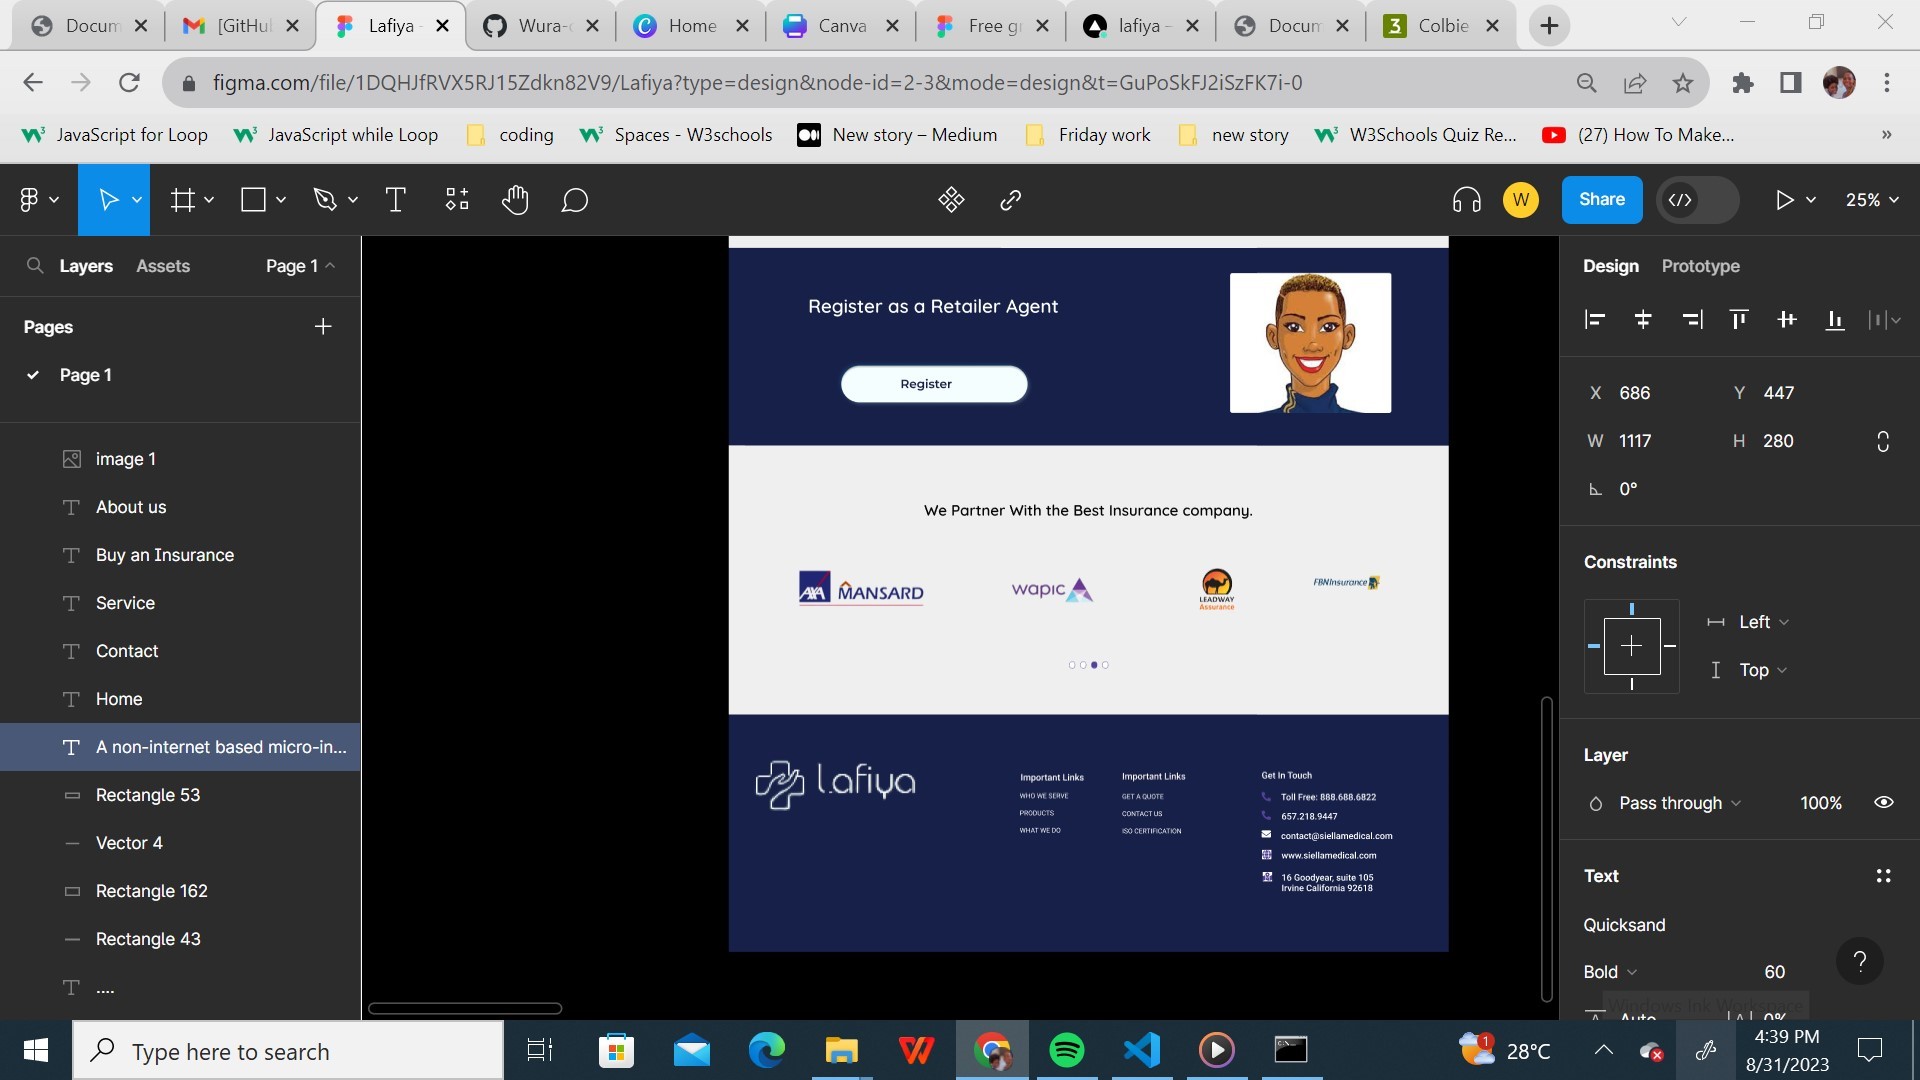 Docum
[GitHu
Lafiya -
Wura-
Home
Canva
Free gr
lafiya –
Docum
Colbie
figma.com/file/1DQHJfRVX5RJ15Zdkn82V9/Lafiya?type=design&node-id=2-3&mode=design&t=GuPoSkFJ2iSzFK7i-0
JavaScript for Loop
JavaScript while Loop
coding
Spaces - W3schools
New story – Medium
Friday work
new story
W3Schools Quiz Re...
(27) How To Make...
»
W
Share
25%
Layers
Assets
Page 1
Pages
Page 1
image 1
About us
Buy an Insurance
Service
Contact
Home
A non-internet based micro-in...
Rectangle 53
Vector 4
Rectangle 162
Rectangle 43
....
Register as a Retailer Agent
Register
We Partner With the Best Insurance company.
AXA MANSARD
wapic
LEADWAY
Assurance
FBNInsurance
Lafiya
Important Links
WHO WE SERVE
PRODUCTS
WHAT WE DO
Important Links
GET A QUOTE
CONTACT US
ISO CERTIFICATION
Get In Touch
Toll Free: 888.688.6822
657.218.9447
contact@siellamedical.com
www.siellamedical.com
16 Goodyear, suite 105
Irvine California 92618
Design
Prototype
X 686
Y 447
W 1117
H 280
0°
Constraints
Left
Top
Layer
Pass through
100%
Text
Quicksand
Bold
60
Windows Ink Workspace
Auto
0%
?
Type here to search
1
28°C
4:39 PM
8/31/2023